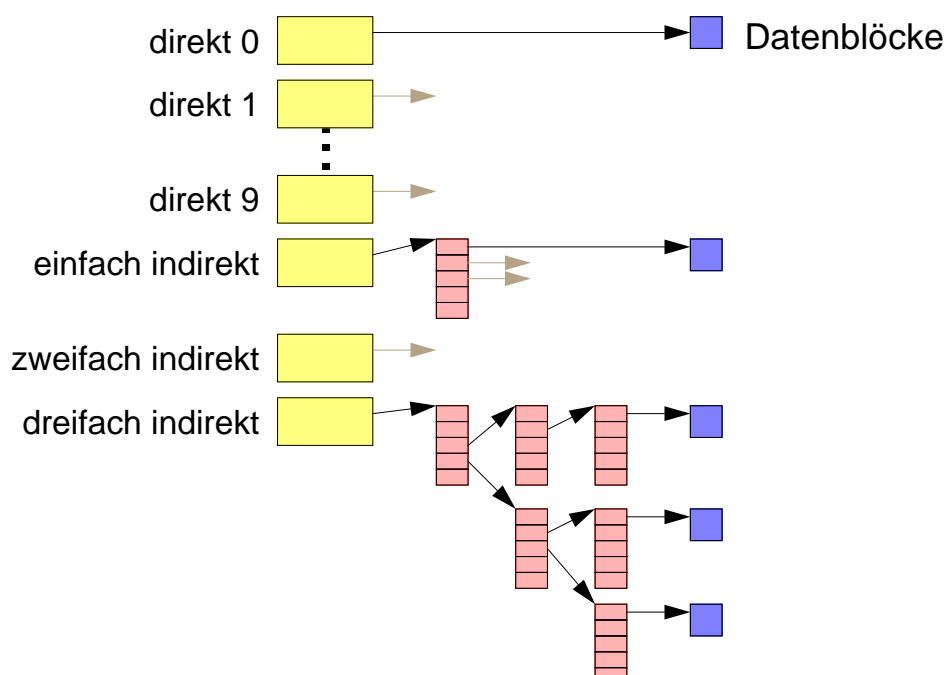 direkt 0
Datenblöcke
direkt 1
direkt 9
einfach indirekt
zweifach indirekt
dreifach indirekt